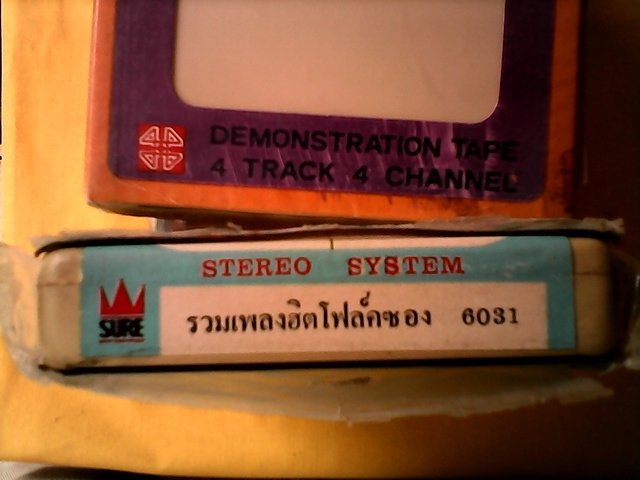 DEMONSTRATION TAPE
4 TRACK 4 CHANNEL
STEREO SYSTEM
SURE
รวมเพลงฮิตโฟล์คซอง 6031